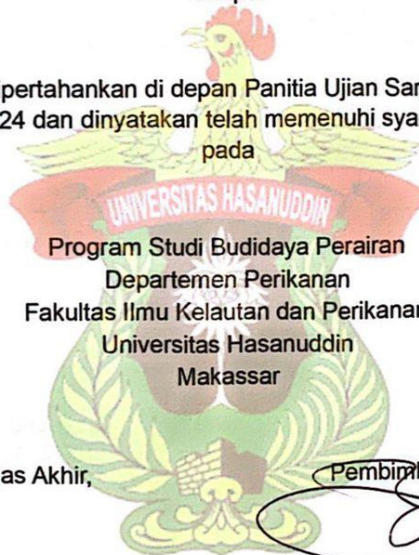 pertahankan di depan Panitia Ujian Sar
24 dan dinyatakan telah memenuhi sya
pada
UNIVERSITAS HASANUDDIN
Program Studi Budidaya Perairan
Departemen Perikanan
Fakultas Ilmu Kelautan dan Perikanan
Universitas Hasanuddin
Makassar
as Akhir,
Pembim